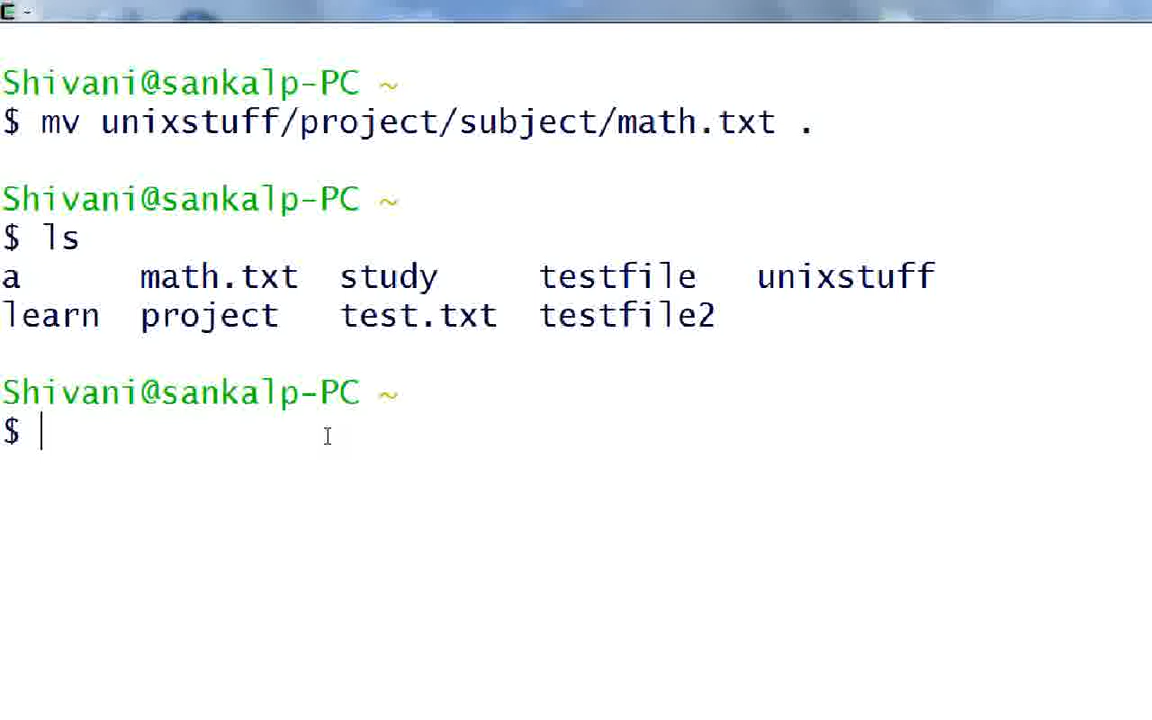 Shivani@sankalp-PC ~
$ mv unixstuff/project/subject/math.txt .
Shivani@sankalp-PC ~
$ ls
a math.txt study testfile unixstuff
learn project test.txt testfile2
Shivani@sankalp-PC ~
$